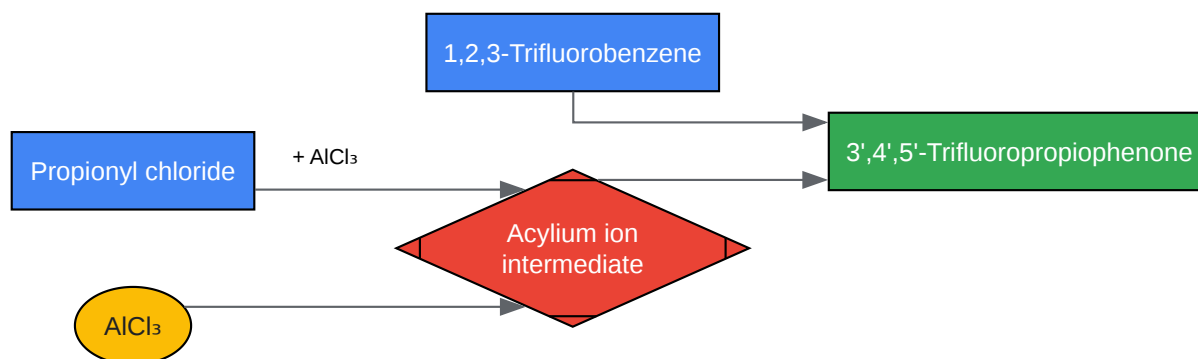 1,2,3-Trifluorobenzene
Propionyl chloride
+ AlCl₃
3',4',5'-Trifluoropropiophenone
Acylium ion
intermediate
AlCl₃